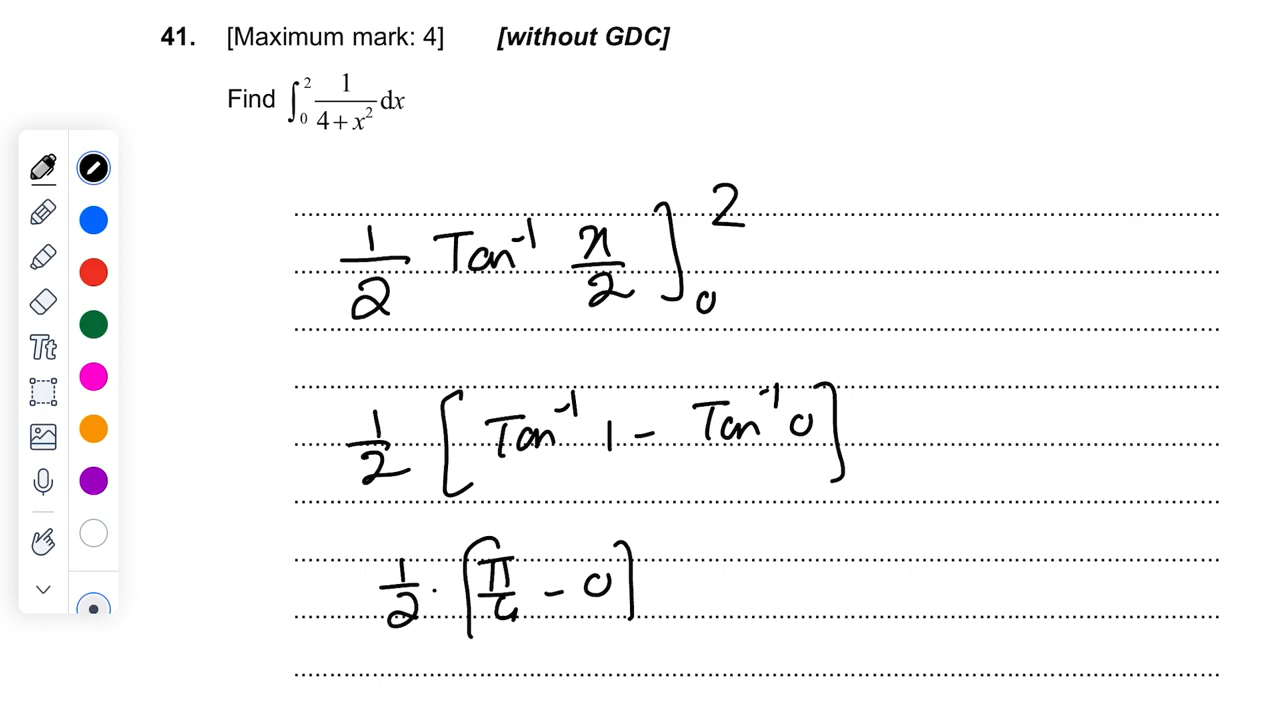 41. [Maximum mark: 4] [without GDC]
Find ∫₀² 1/(4+x²) dx
1/2 Tan⁻¹ x/2 ]₀²
1/2 [ Tan⁻¹ 1 - Tan⁻¹ 0 ]
1/2 · [ π/4 - 0 ]
Tt